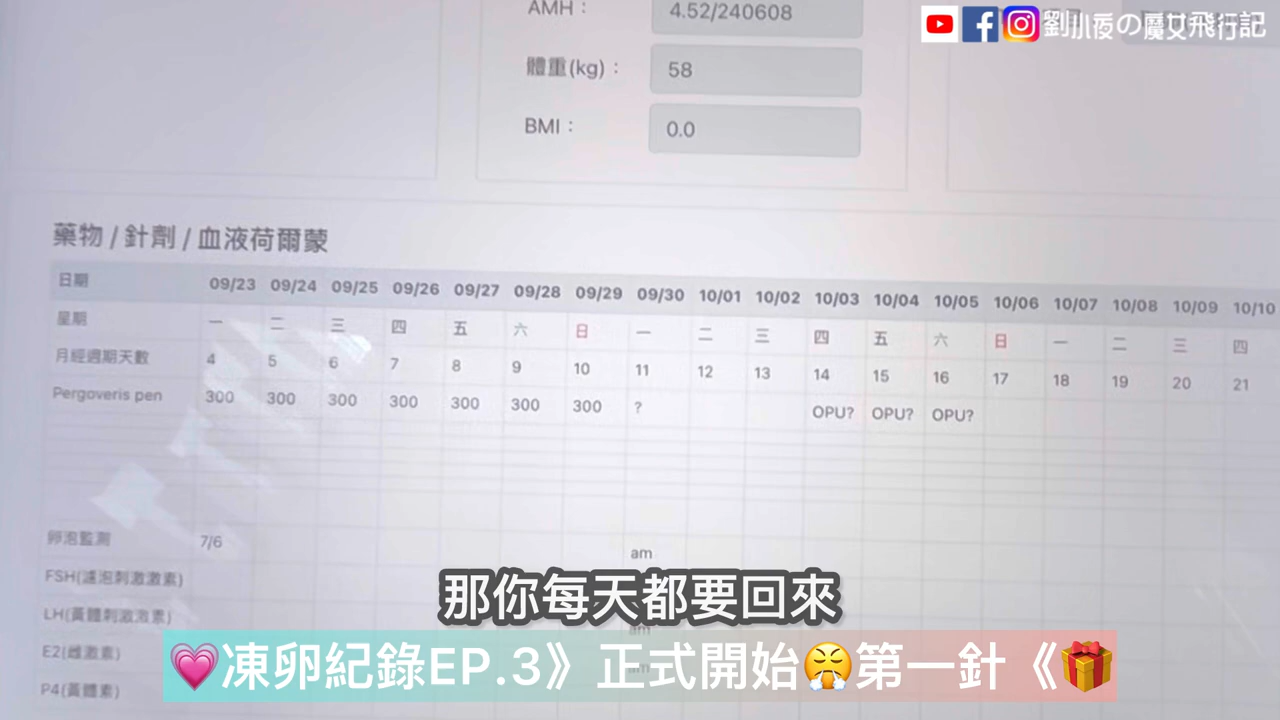 AMH：
4.52/240608
劉小夜の魔女飛行記
體重(kg)：
58
BMI：
0.0
藥物 / 針劑 / 血液荷爾蒙
日期 09/23 09/24 09/25 09/26 09/27 09/28 09/29 09/30 10/01 10/02 10/03 10/04 10/05 10/06 10/07 10/08 10/09 10/10
星期 一 二 三 四 五 六 日 一 二 三 四 五 六 日 一 二 三 四
月經週期天數 4 5 6 7 8 9 10 11 12 13 14 15 16 17 18 19 20 21
Pergoveris pen 300 300 300 300 300 300 300 ? OPU? OPU? OPU?
卵泡監測 7/6 am
FSH(濾泡刺激激素)
那你每天都要回來
LH(黃體刺激激素) am
E2(雌激素) am
💗凍卵紀錄EP.3》正式開始😤第一針《🎁
P4(黃體素)